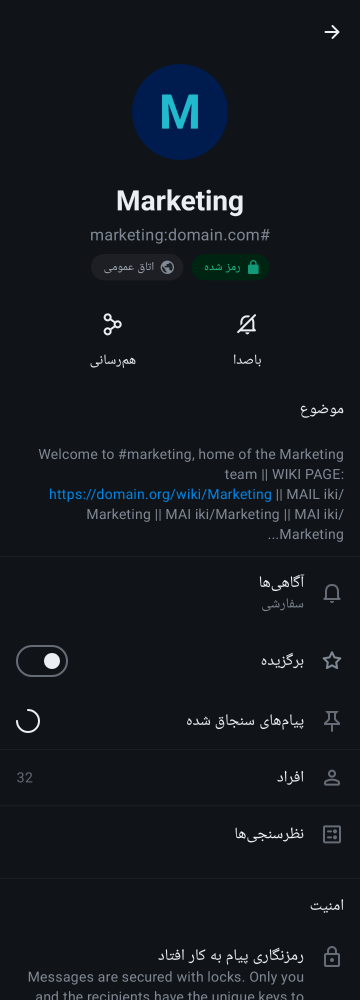 M
Marketing
marketing:domain.com#
رمز شده
اتاق عمومی
باصدا
هم‌رسانی
موضوع
Welcome to #marketing, home of the Marketing
team || WIKI PAGE:
https://domain.org/wiki/Marketing || MAIL iki/
Marketing || MAI iki/Marketing || MAI iki/
...Marketing
آگاهی‌ها
سفارشی
برگزیده
پیام‌های سنجاق شده
افراد
32
نظرسنجی‌ها
امنیت
رمزنگاری پیام به کار افتاد
Messages are secured with locks. Only you
and the recipients have the unique keys to